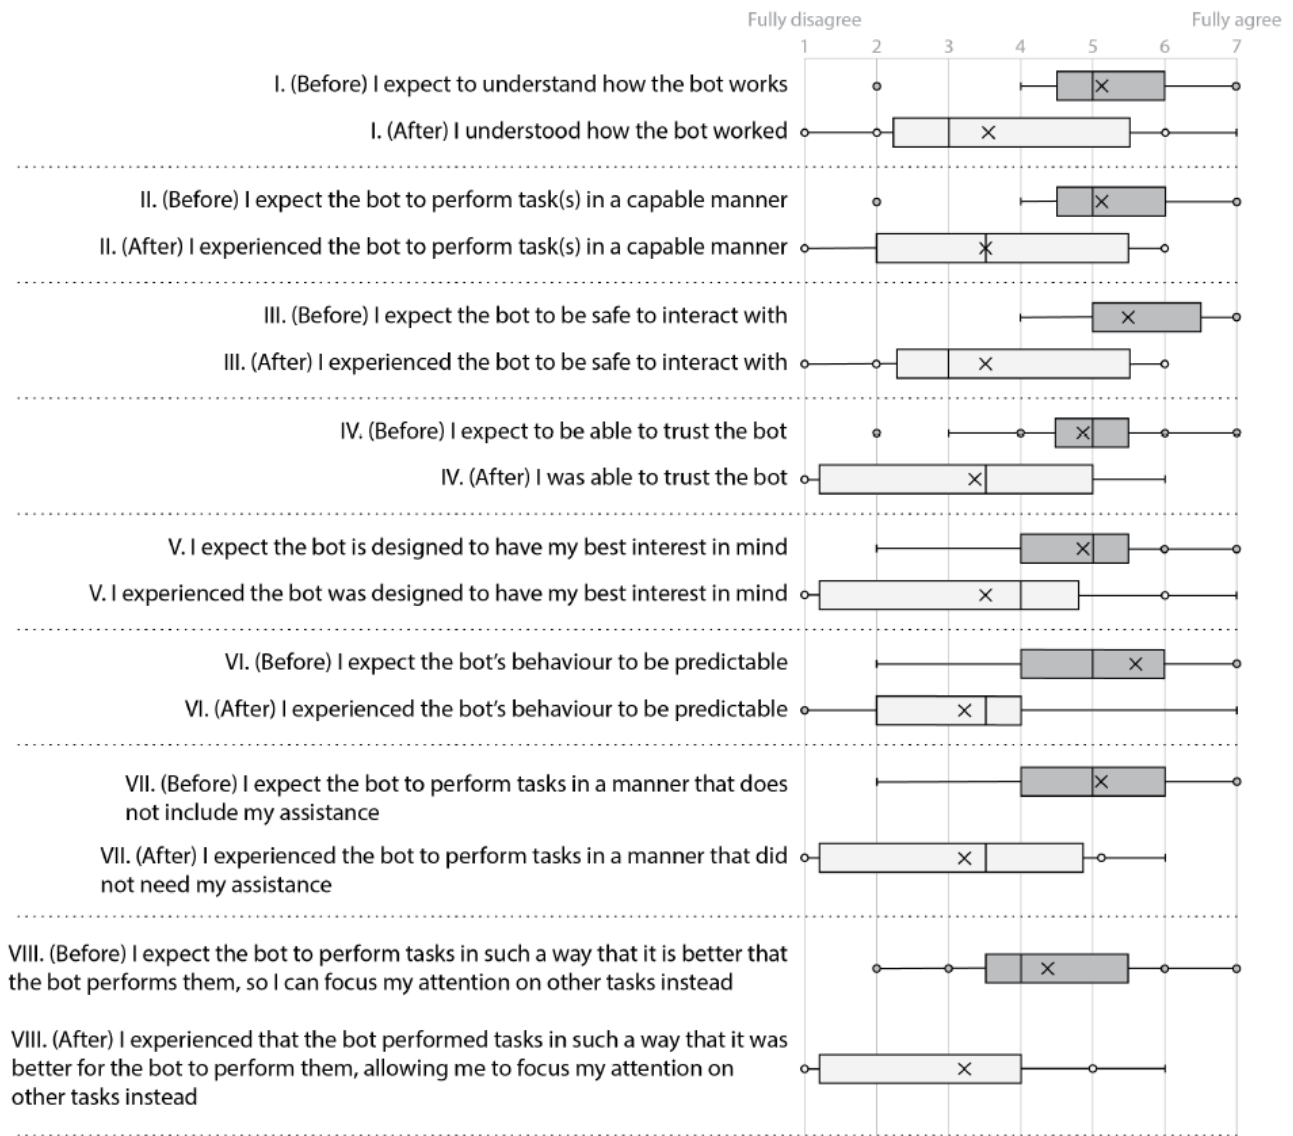 Fully disagree Fully agree
1 2 3 4 5 6 7
I. (Before) I expect to understand how the bot works
I. (After) I understood how the bot worked
II. (Before) I expect the bot to perform task(s) in a capable manner
II. (After) I experienced the bot to perform task(s) in a capable manner
III. (Before) I expect the bot to be safe to interact with
III. (After) I experienced the bot to be safe to interact with
IV. (Before) I expect to be able to trust the bot
IV. (After) I was able to trust the bot
V. I expect the bot is designed to have my best interest in mind
V. I experienced the bot was designed to have my best interest in mind
VI. (Before) I expect the bot’s behaviour to be predictable
VI. (After) I experienced the bot’s behaviour to be predictable
VII. (Before) I expect the bot to perform tasks in a manner that does
not include my assistance
VII. (After) I experienced the bot to perform tasks in a manner that did
not need my assistance
VIII. (Before) I expect the bot to perform tasks in such a way that it is better that
the bot performs them, so I can focus my attention on other tasks instead
VIII. (After) I experienced that the bot performed tasks in such a way that it was
better for the bot to perform them, allowing me to focus my attention on
other tasks instead